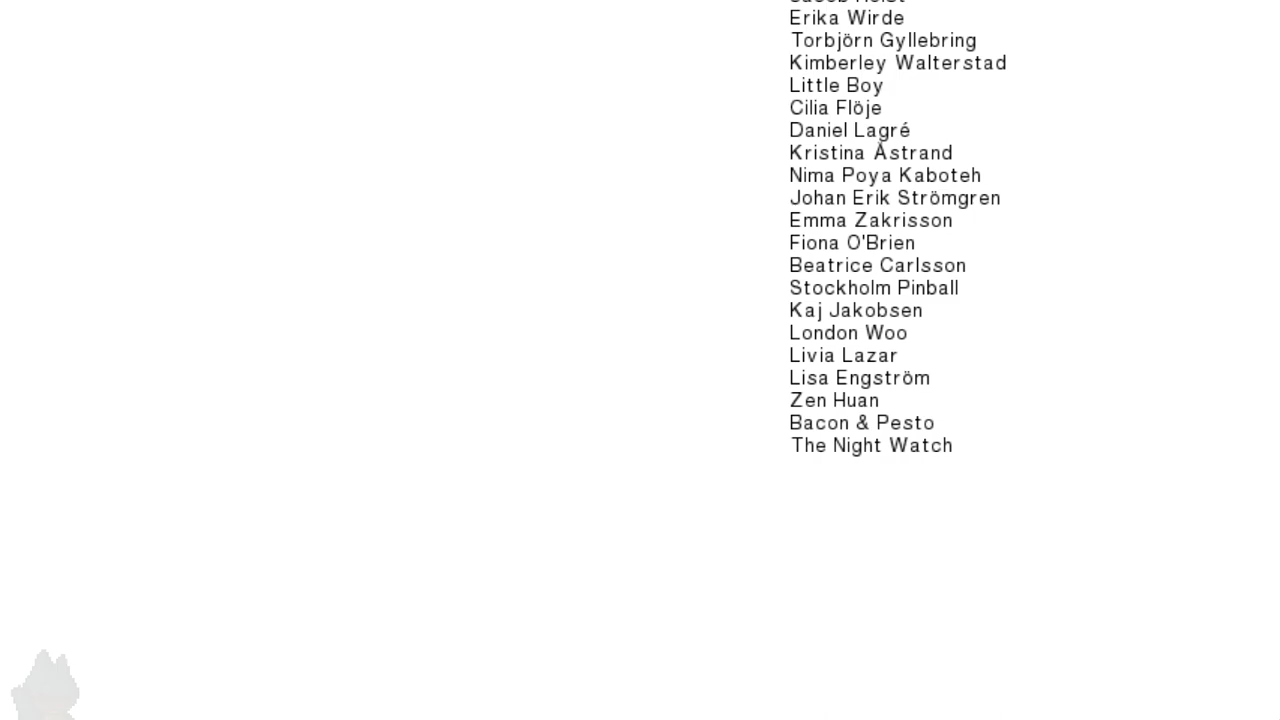 Erika Wirde
Torbjörn Gyllebring
Kimberley Walterstad
Little Boy
Cilia Flöje
Daniel Lagré
Kristina Åstrand
Nima Poya Kaboteh
Johan Erik Strömgren
Emma Zakrisson
Fiona O'Brien
Beatrice Carlsson
Stockholm Pinball
Kaj Jakobsen
London Woo
Livia Lazar
Lisa Engström
Zen Huan
Bacon & Pesto
The Night Watch